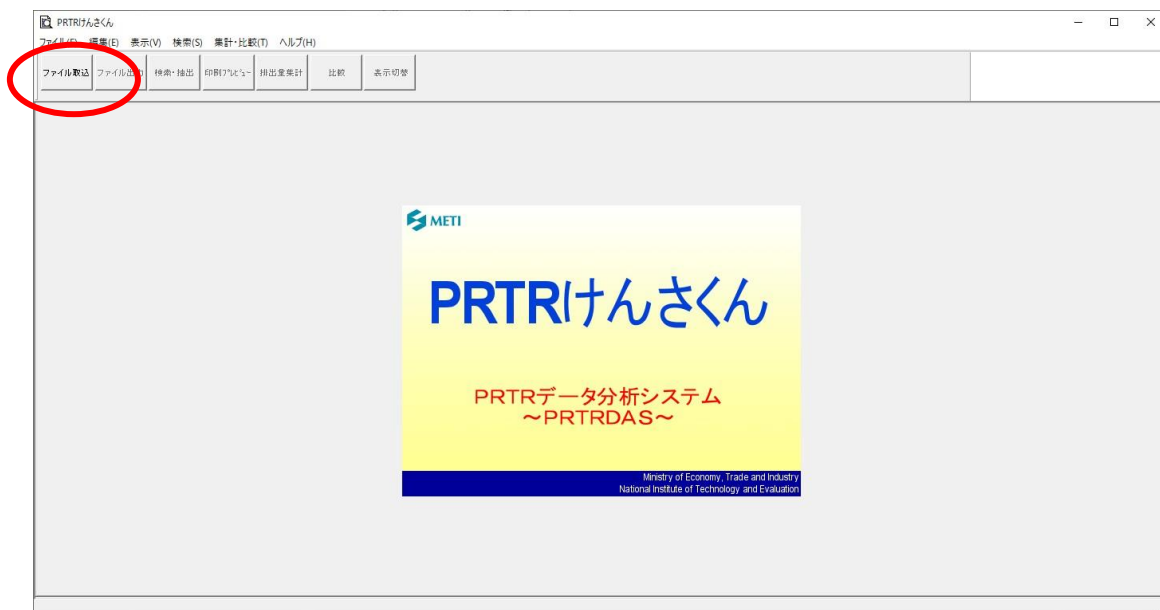 PRTRけんさくん
ファイル(F) 編集(E) 表示(V) 検索(S) 集計・比較(T) ヘルプ(H)
ファイル取込 ファイル出力 検索・抽出 印刷プレビュー 排出量集計 比較 表示切替
METI
PRTRけんさくん
PRTRデータ分析システム
～PRTRDAS～
Ministry of Economy, Trade and Industry
National Institute of Technology and Evaluation